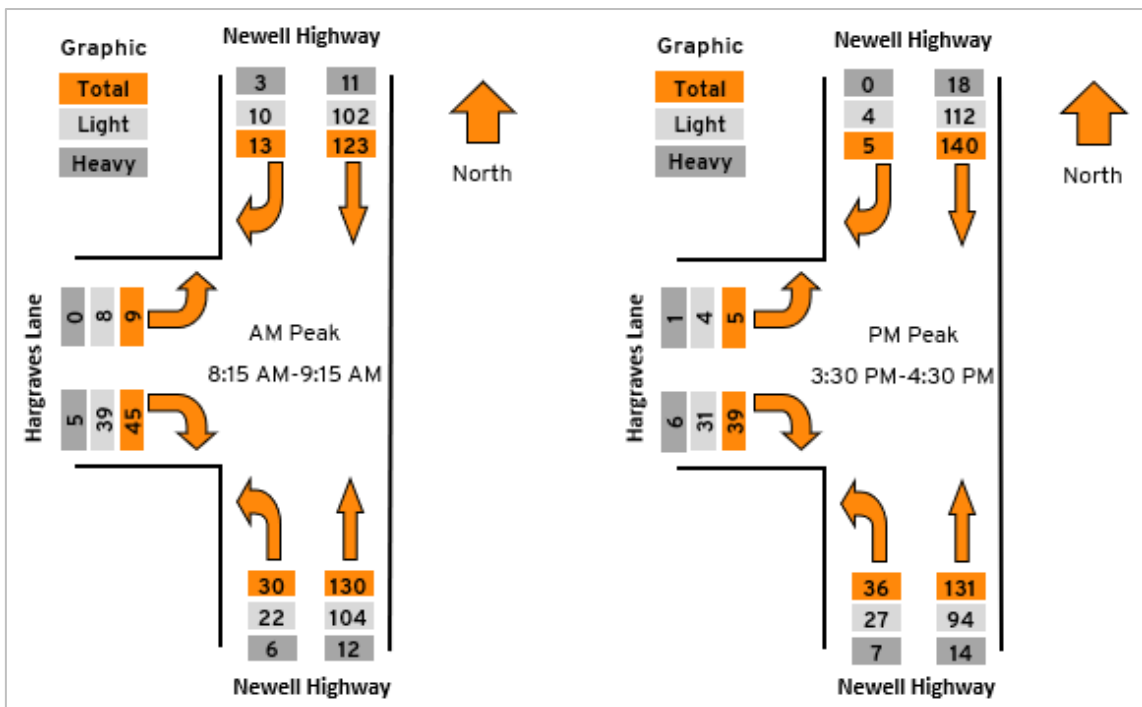 Graphic
Total
Light
Heavy
Newell Highway
3 11
10 102
13 123
North
Hargraves Lane
0 8 9
5 39 45
AM Peak
8:15 AM-9:15 AM
30 130
22 104
6 12
Newell Highway
Graphic
Total
Light
Heavy
Newell Highway
0 18
4 112
5 140
North
Hargraves Lane
1 4 5
6 31 39
PM Peak
3:30 PM-4:30 PM
36 131
27 94
7 14
Newell Highway